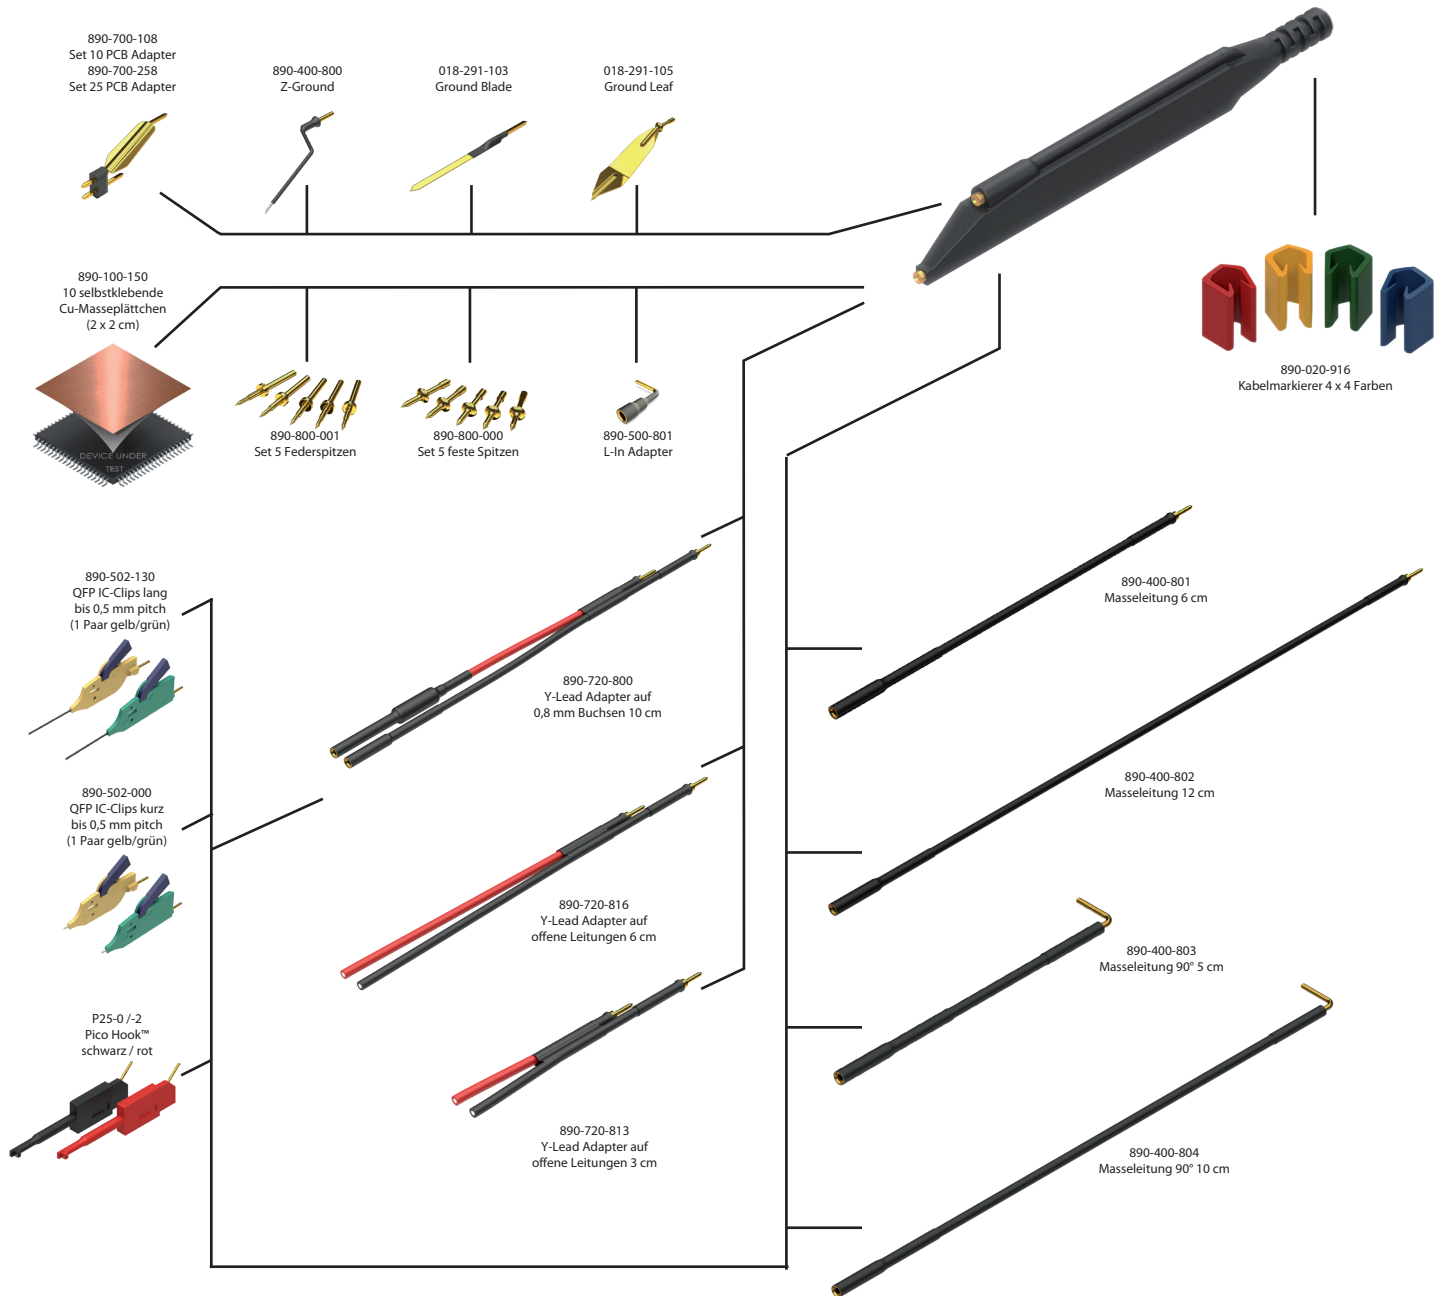 890-700-108
Set 10 PCB Adapter
890-700-258
Set 25 PCB Adapter
890-400-800
Z-Ground
018-291-103
Ground Blade
018-291-105
Ground Leaf
890-100-150
10 selbstklebende
Cu-Masseplättchen
(2 x 2 cm)
DEVICE UNDER
TEST
890-800-001
Set 5 Federspitzen
890-800-000
Set 5 feste Spitzen
890-500-801
L-In Adapter
890-020-916
Kabelmarkierer 4 x 4 Farben
890-502-130
QFP IC-Clips lang
bis 0,5 mm pitch
(1 Paar gelb/grün)
890-720-800
Y-Lead Adapter auf
0,8 mm Buchsen 10 cm
890-400-801
Masseleitung 6 cm
890-400-802
Masseleitung 12 cm
890-502-000
QFP IC-Clips kurz
bis 0,5 mm pitch
(1 Paar gelb/grün)
890-720-816
Y-Lead Adapter auf
offene Leitungen 6 cm
890-400-803
Masseleitung 90° 5 cm
P25-0 /-2
Pico Hook™
schwarz / rot
890-720-813
Y-Lead Adapter auf
offene Leitungen 3 cm
890-400-804
Masseleitung 90° 10 cm